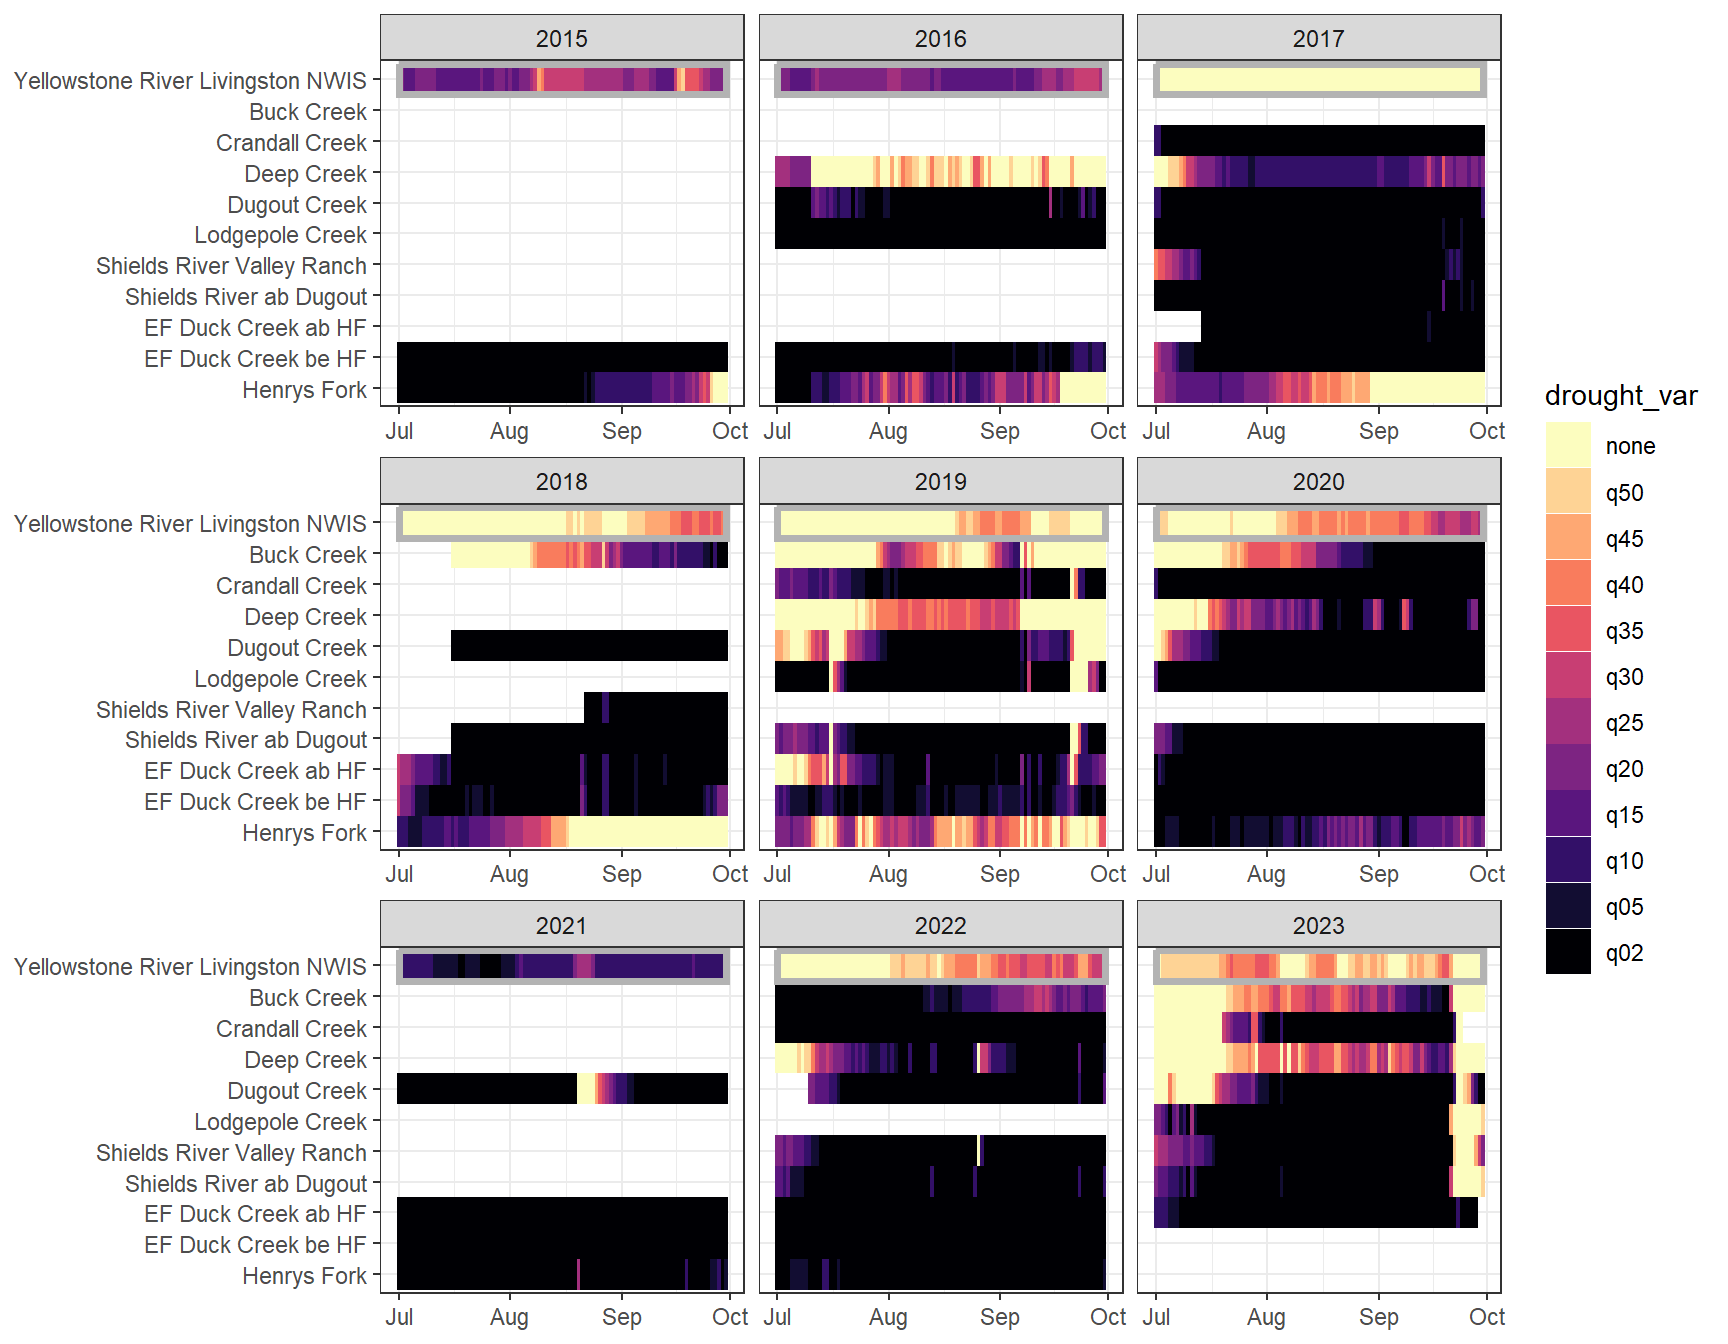 2015 2016 2017
Yellowstone River Livingston NWIS
Buck Creek
Crandall Creek
Deep Creek
Dugout Creek
Lodgepole Creek
Shields River Valley Ranch
Shields River ab Dugout
EF Duck Creek ab HF
EF Duck Creek be HF
Henrys Fork
Jul Aug Sep Oct Jul Aug Sep Oct Jul Aug Sep Oct
2018 2019 2020
Yellowstone River Livingston NWIS
Buck Creek
Crandall Creek
Deep Creek
Dugout Creek
Lodgepole Creek
Shields River Valley Ranch
Shields River ab Dugout
EF Duck Creek ab HF
EF Duck Creek be HF
Henrys Fork
Jul Aug Sep Oct Jul Aug Sep Oct Jul Aug Sep Oct
2021 2022 2023
Yellowstone River Livingston NWIS
Buck Creek
Crandall Creek
Deep Creek
Dugout Creek
Lodgepole Creek
Shields River Valley Ranch
Shields River ab Dugout
EF Duck Creek ab HF
EF Duck Creek be HF
Henrys Fork
Jul Aug Sep Oct Jul Aug Sep Oct Jul Aug Sep Oct
drought_var
none
q50
q45
q40
q35
q30
q25
q20
q15
q10
q05
q02